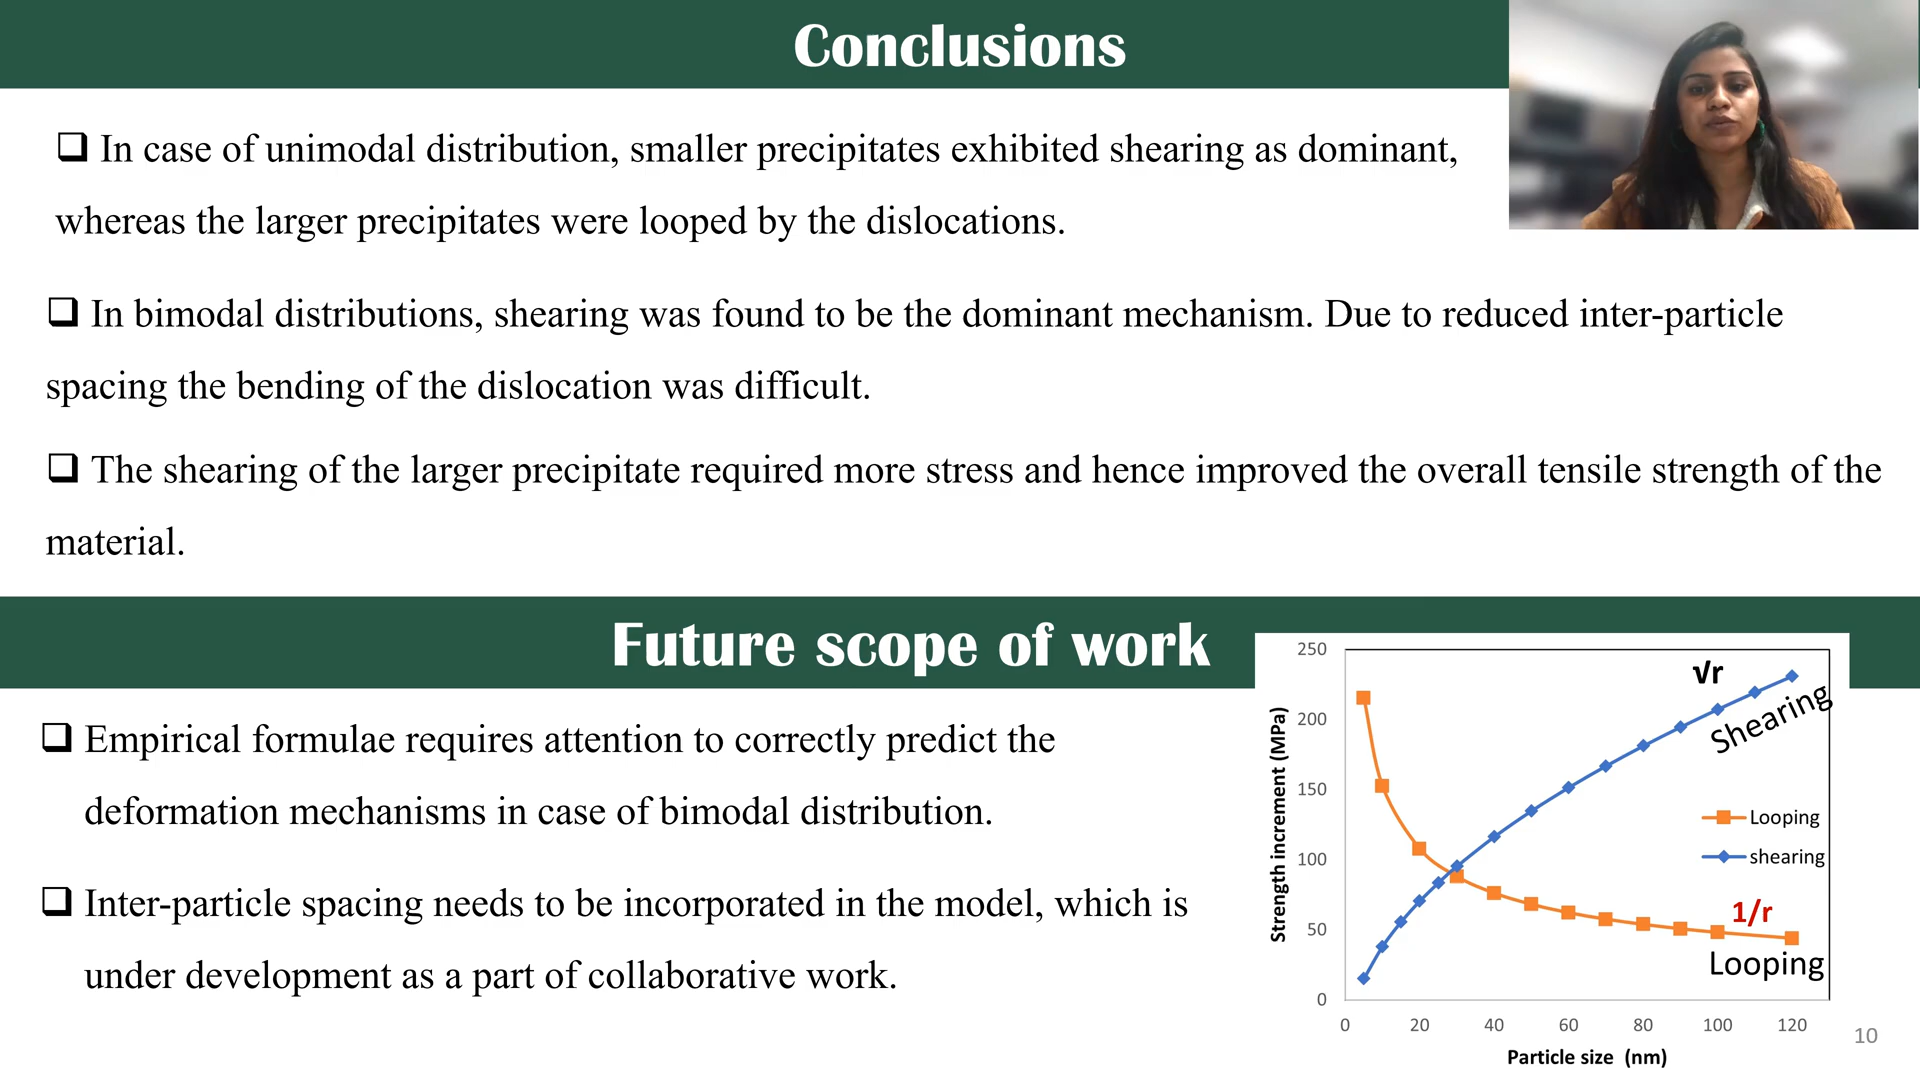 Conclusions
❑ In case of unimodal distribution, smaller precipitates exhibited shearing as dominant,
whereas the larger precipitates were looped by the dislocations.
❑ In bimodal distributions, shearing was found to be the dominant mechanism. Due to reduced inter-particle
spacing the bending of the dislocation was difficult.
❑ The shearing of the larger precipitate required more stress and hence improved the overall tensile strength of the
material.
Future scope of work
❑ Empirical formulae requires attention to correctly predict the
deformation mechanisms in case of bimodal distribution.
❑ Inter-particle spacing needs to be incorporated in the model, which is
under development as a part of collaborative work.
Strength increment (MPa)
250
200
150
100
50
0
√r
Shearing
Looping
shearing
1/r
Looping
0 20 40 60 80 100 120
Particle size (nm)
10